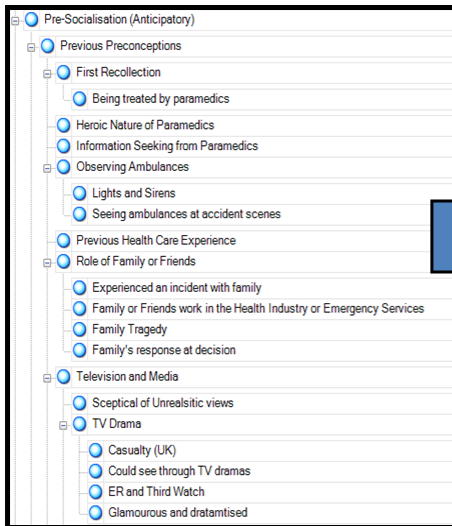 Pre-Socialisation (Anticipatory)
Previous Preconceptions
First Recollection
Being treated by paramedics
Heroic Nature of Paramedics
Information Seeking from Paramedics
Observing Ambulances
Lights and Sirens
Seeing ambulances at accident scenes
Previous Health Care Experience
Role of Family or Friends
Experienced an incident with family
Family or Friends work in the Health Industry or Emergency Services
Family Tragedy
Family's response at decision
Television and Media
Sceptical of Unrealsitic views
TV Drama
Casualty (UK)
Could see through TV dramas
ER and Third Watch
Glamourous and dratamtised